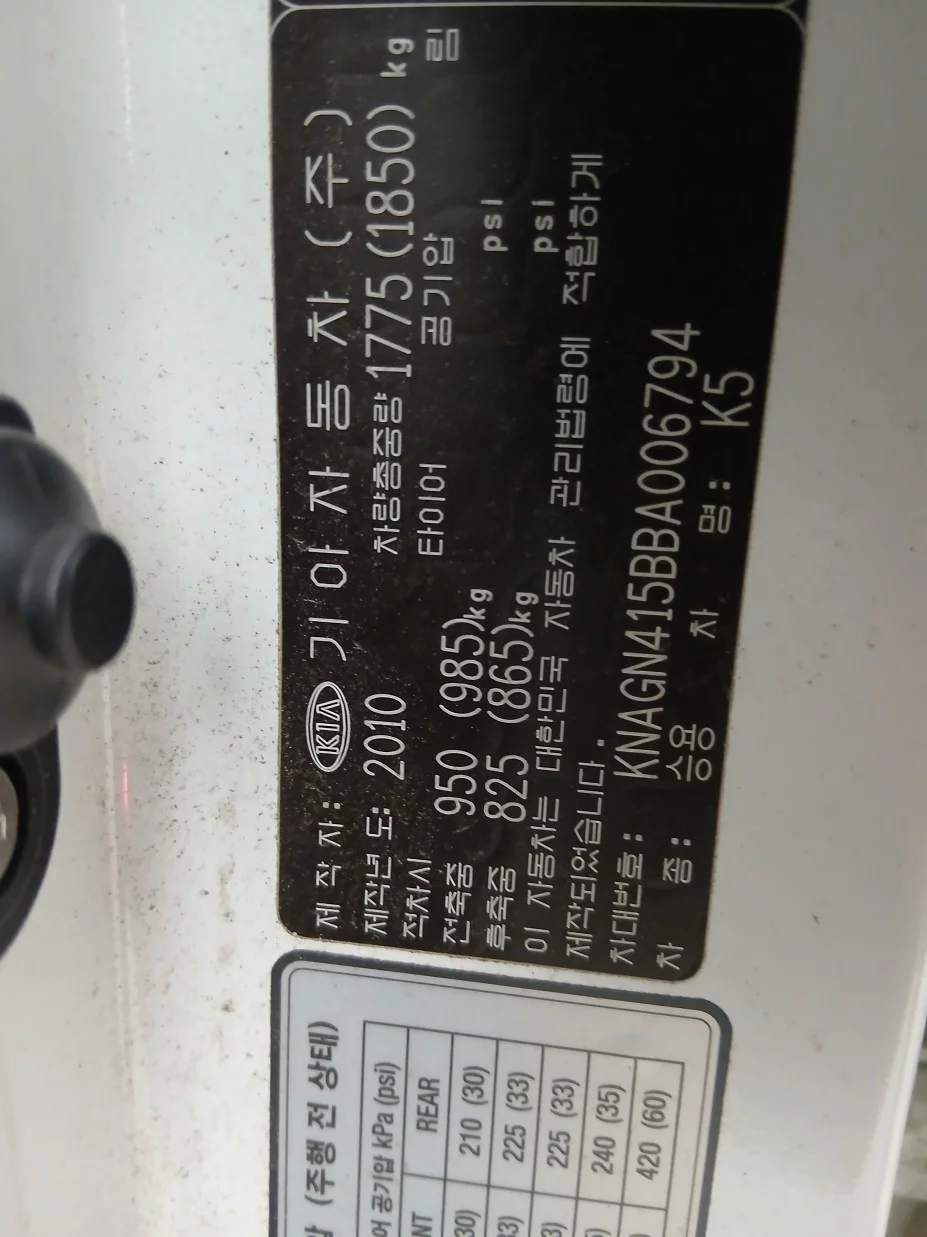 제 작 자 : KIA 기 아 자 동 차 ( 주 )
제작년 도: 2010 차량총중량 1775 (1850) kg
적차시 타이어 공기압 림
전축중 950 (985)kg psi
후축중 825 (865)kg psi
이 자동차는 대한민국 자동차 관리법령에 적합하게
제작되었습니다.
차대번호 : KNAGN415BBA006794
차 종 : 승용 차 명 : K5
(주행 전 상태)
공기압 kPa (psi)
REAR
210 (30)
225 (33)
225 (33)
240 (35)
420 (60)